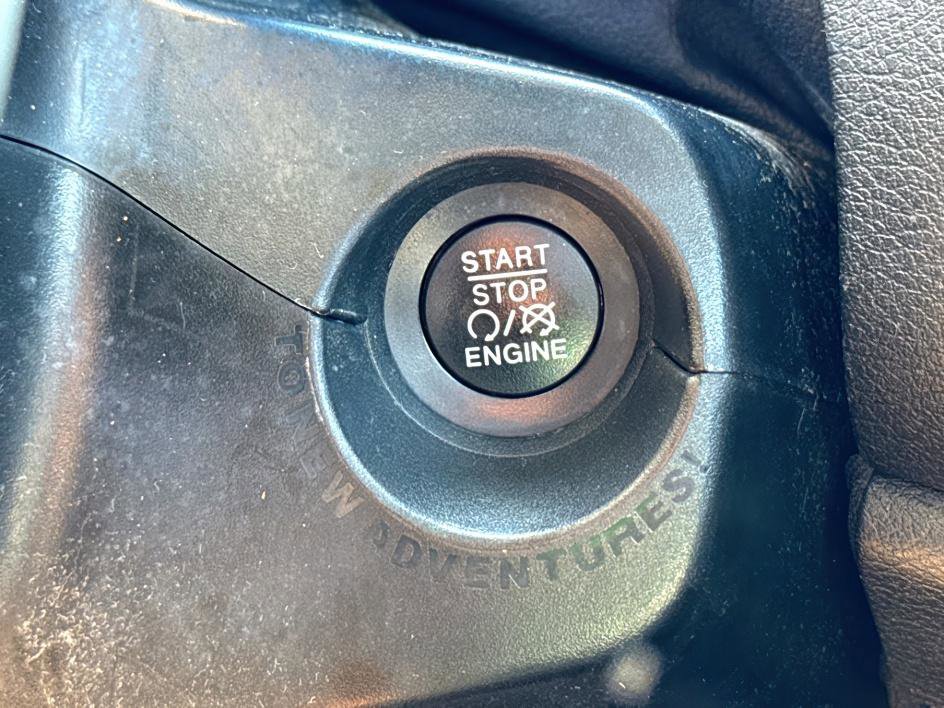 START
STOP
ENGINE
TO NEW ADVENTURES!